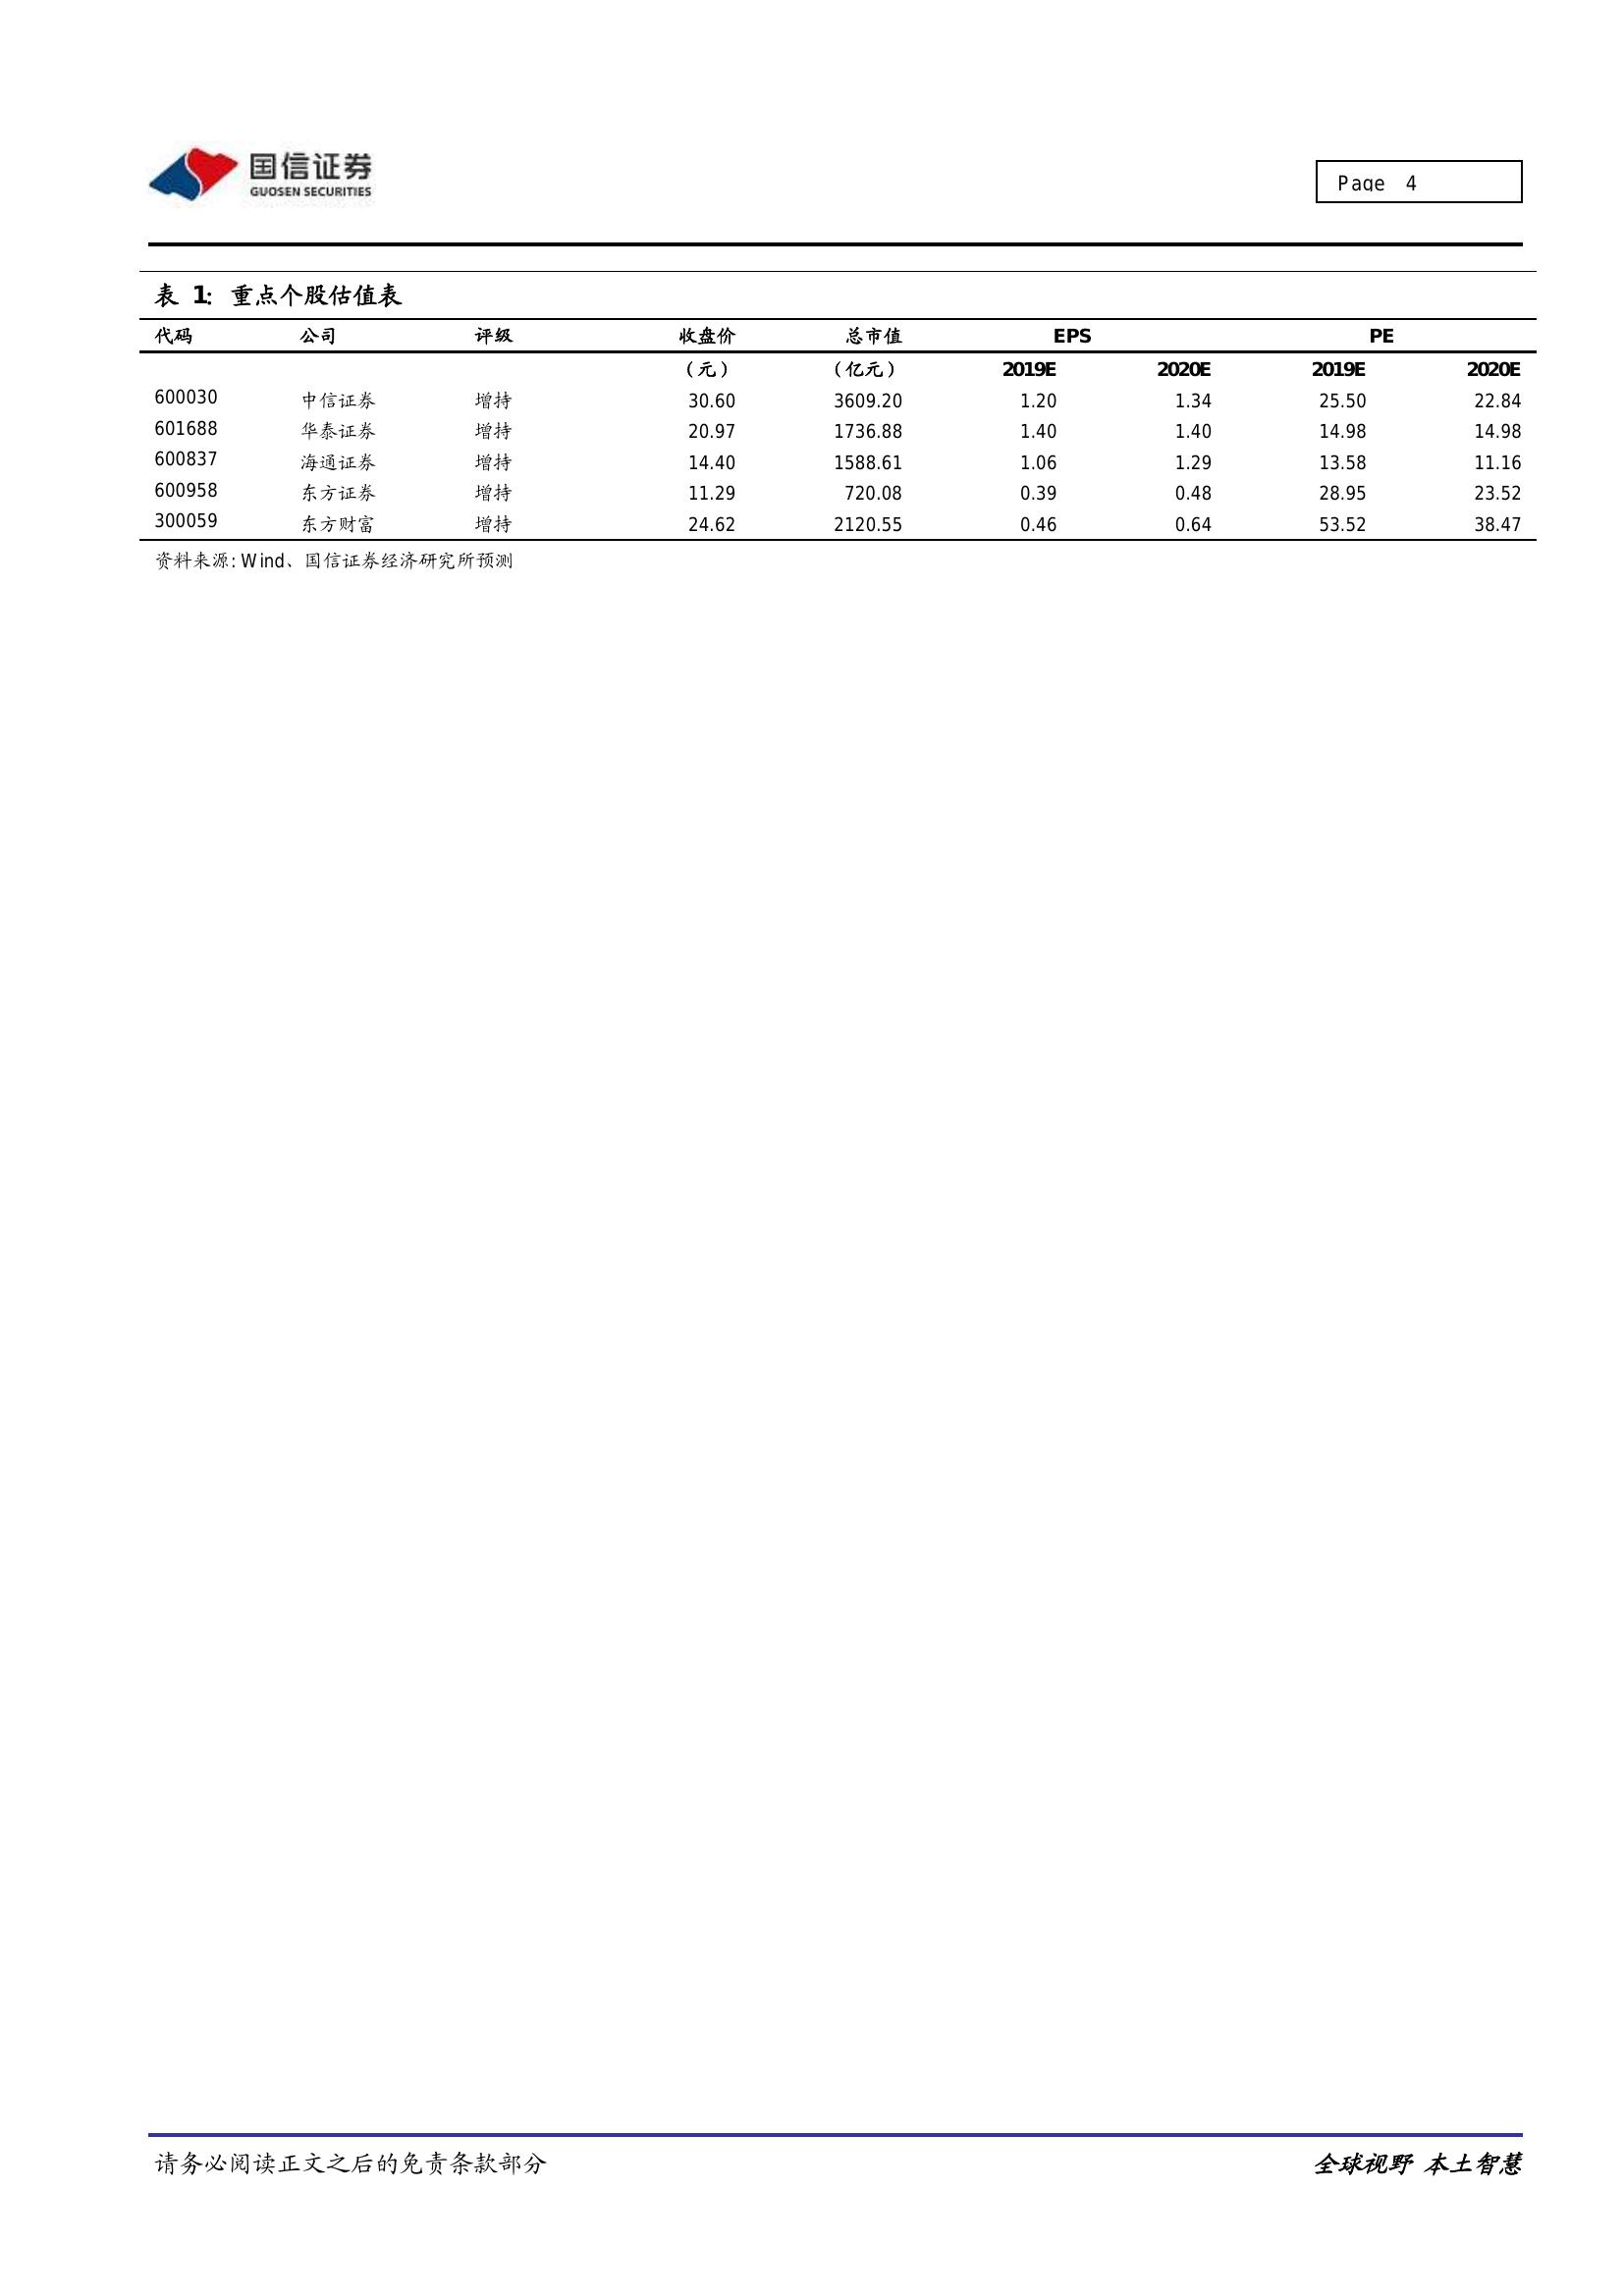 国信证券
GUOSEN SECURITIES
Page 4
表 1: 重点个股估值表
代码 公司 评级 收盘价 总市值 EPS PE
（元） （亿元） 2019E 2020E 2019E 2020E
600030 中信证券 增持 30.60 3609.20 1.20 1.34 25.50 22.84
601688 华泰证券 增持 20.97 1736.88 1.40 1.40 14.98 14.98
600837 海通证券 增持 14.40 1588.61 1.06 1.29 13.58 11.16
600958 东方证券 增持 11.29 720.08 0.39 0.48 28.95 23.52
300059 东方财富 增持 24.62 2120.55 0.46 0.64 53.52 38.47
资料来源: Wind、国信证券经济研究所预测
请务必阅读正文之后的免责条款部分 全球视野 本土智慧